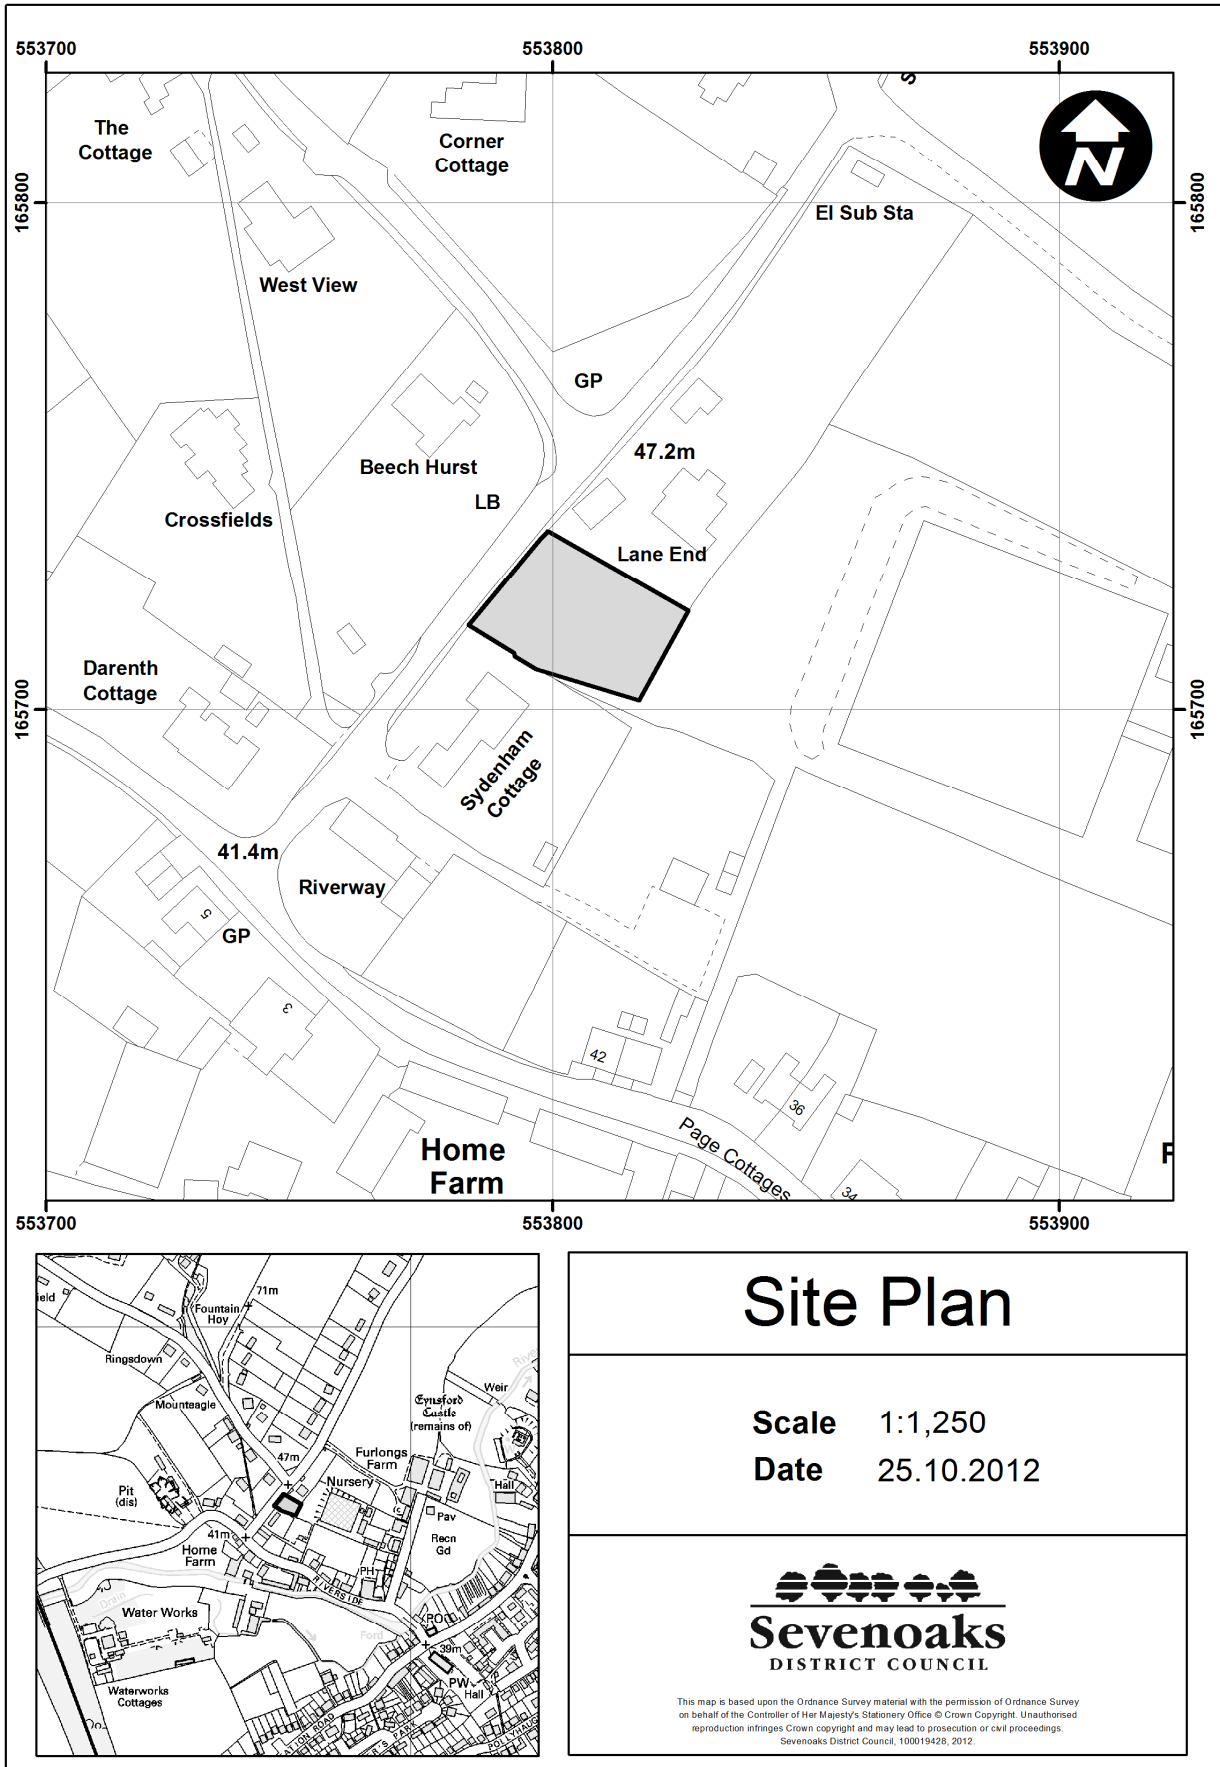 553700
553800
553900
S
The
Cottage
Corner
Cottage
N
165800
165800
El Sub Sta
West View
GP
47.2m
Beech Hurst
LB
Crossfields
Lane End
Darenth
Cottage
165700
165700
Sydenham
Cottage
41.4m
Riverway
5
GP
3
42
36
Page Cottages
34
Home
Farm
553700
553800
553900
Site Plan
Scale 1:1,250
Date 25.10.2012
Sevenoaks
DISTRICT COUNCIL
This map is based upon the Ordnance Survey material with the permission of Ordnance Survey
on behalf of the Controller of Her Majesty's Stationery Office © Crown Copyright. Unauthorised
reproduction infringes Crown copyright and may lead to prosecution or civil proceedings.
Sevenoaks District Council, 100019428, 2012.
ield
71m
Fountain
Hoy
Ringsdown
Mounteagle
Weir
Eynsford
Castle
(remains of)
47m
Furlongs
Farm
Nursery
Hall
Pit
(dis)
Pav
Recn
Gd
41m
Home
Farm
PH
RIVERSIDE
Drain
Water Works
Ford
PO
39m
PW
Hall
Waterworks
Cottages